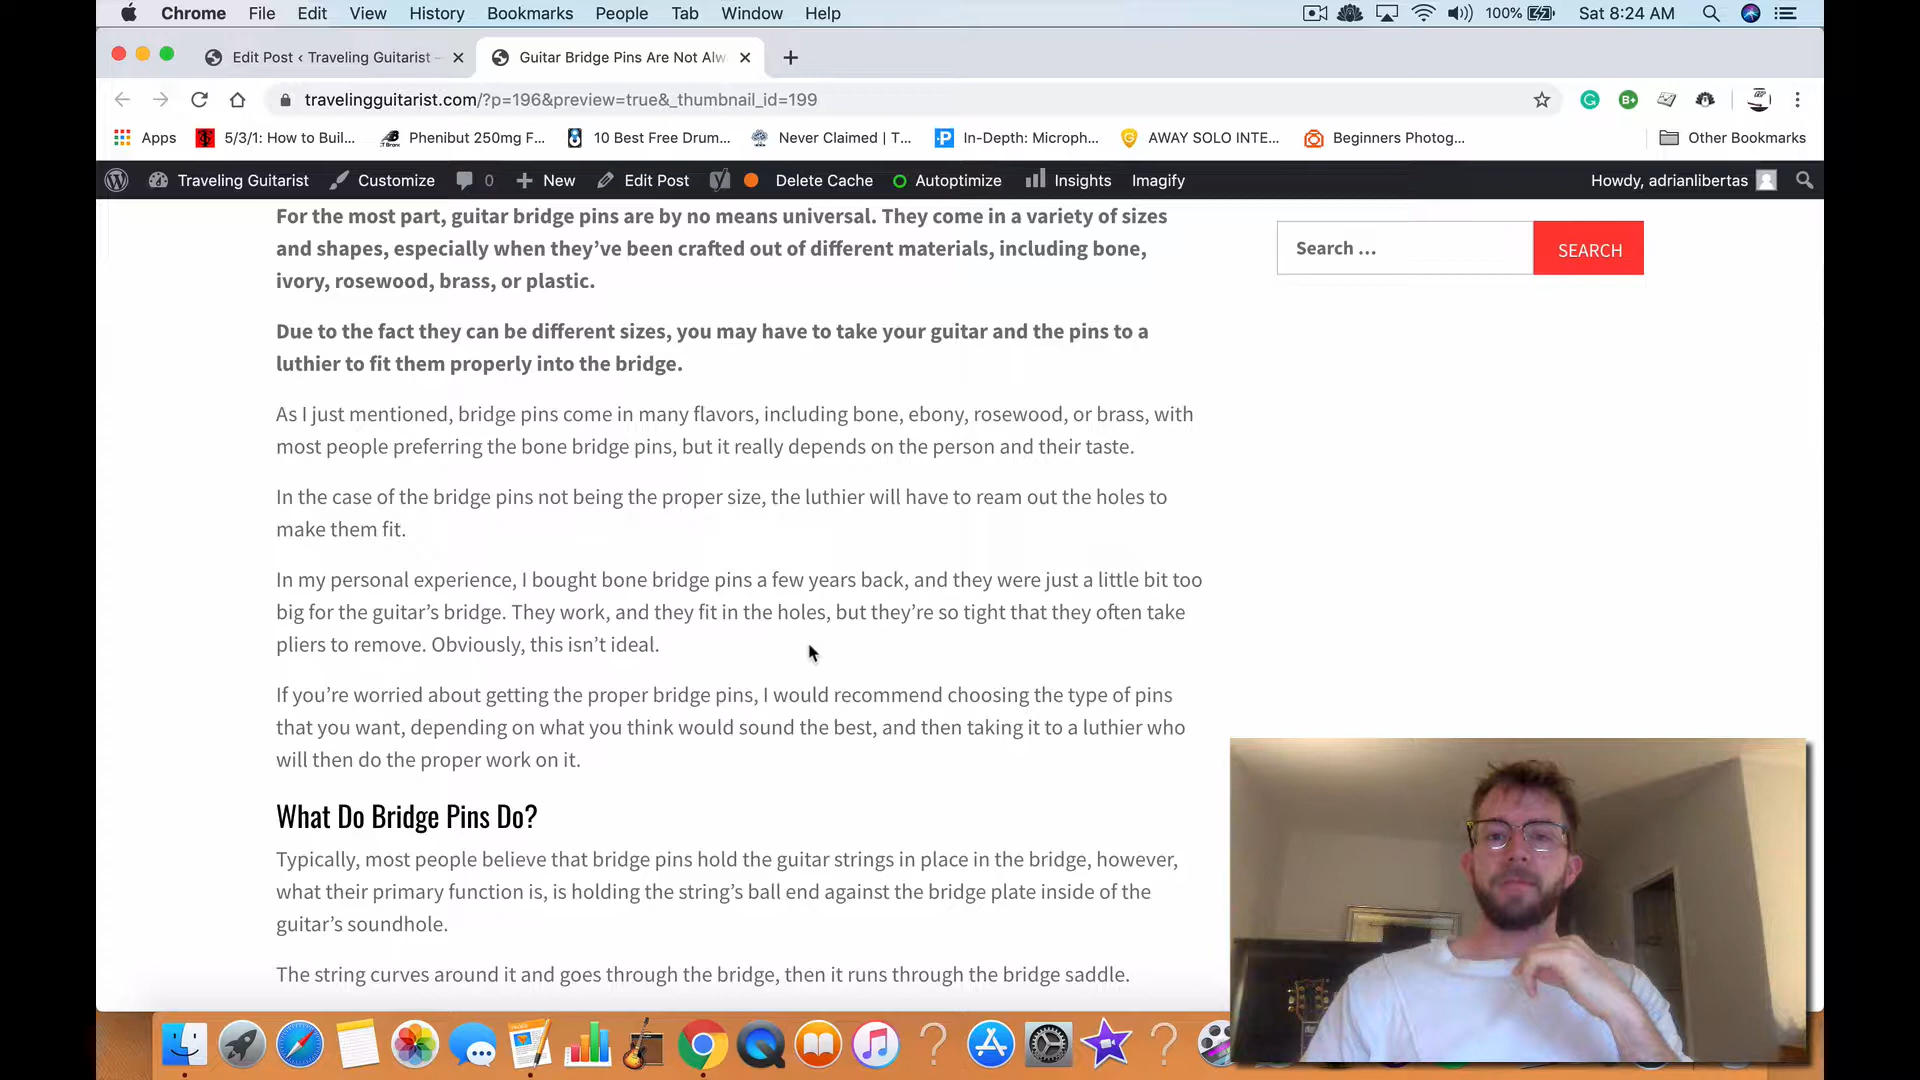 Chrome File Edit View History Bookmarks People Tab Window Help 100% Sat 8:24 AM
Edit Post ‹ Traveling Guitarist - Guitar Bridge Pins Are Not Alw
travelingguitarist.com/?p=196&preview=true&_thumbnail_id=199
Apps 5/3/1: How to Buil... Phenibut 250mg F... 10 Best Free Drum... Never Claimed | T... In-Depth: Microph... AWAY SOLO INTE... Beginners Photog... Other Bookmarks
Traveling Guitarist Customize 0 New Edit Post Delete Cache Autoptimize Insights Imagify Howdy, adrianlibertas
For the most part, guitar bridge pins are by no means universal. They come in a variety of sizes
and shapes, especially when they've been crafted out of different materials, including bone,
ivory, rosewood, brass, or plastic.
Search ... SEARCH
Due to the fact they can be different sizes, you may have to take your guitar and the pins to a
luthier to fit them properly into the bridge.
As I just mentioned, bridge pins come in many flavors, including bone, ebony, rosewood, or brass, with
most people preferring the bone bridge pins, but it really depends on the person and their taste.
In the case of the bridge pins not being the proper size, the luthier will have to ream out the holes to
make them fit.
In my personal experience, I bought bone bridge pins a few years back, and they were just a little bit too
big for the guitar's bridge. They work, and they fit in the holes, but they're so tight that they often take
pliers to remove. Obviously, this isn't ideal.
If you're worried about getting the proper bridge pins, I would recommend choosing the type of pins
that you want, depending on what you think would sound the best, and then taking it to a luthier who
will then do the proper work on it.
What Do Bridge Pins Do?
Typically, most people believe that bridge pins hold the guitar strings in place in the bridge, however,
what their primary function is, is holding the string's ball end against the bridge plate inside of the
guitar's soundhole.
The string curves around it and goes through the bridge, then it runs through the bridge saddle.